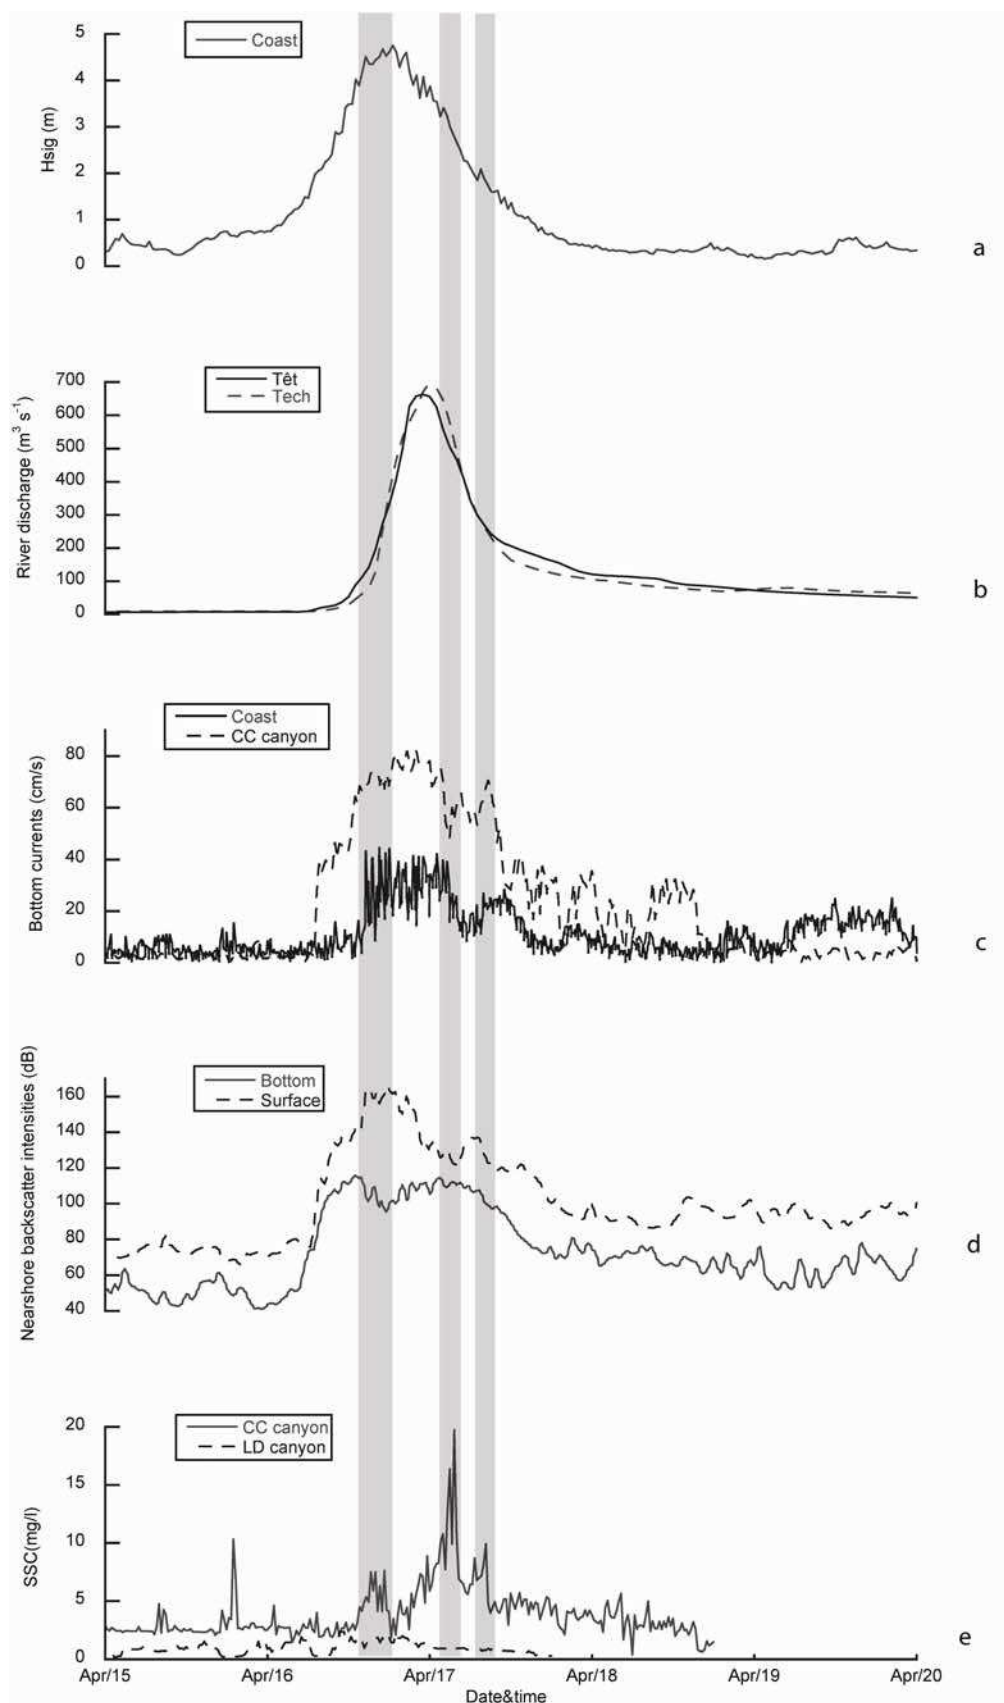 Coast
5
4
3
2
1
0
Hsig (m)
a
Têt
Tech
700
600
500
400
300
200
100
0
River discharge (m³ s⁻¹)
b
Coast
CC canyon
80
60
40
20
0
Bottom currents (cm/s)
c
Bottom
Surface
160
140
120
100
80
60
40
Nearshore backscatter intensities (dB)
d
CC canyon
LD canyon
20
15
10
5
0
SSC(mg/l)
e
Apr/15 Apr/16 Apr/17 Apr/18 Apr/19 Apr/20
Date&time